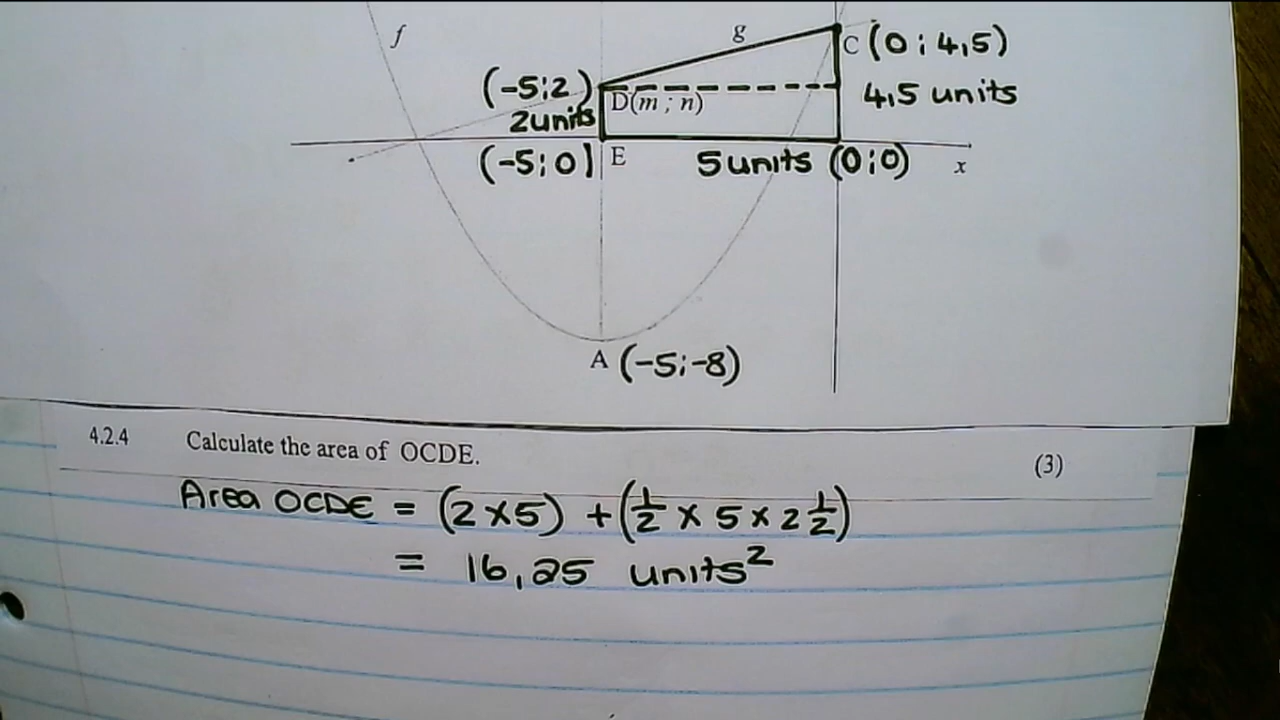 f
g
C (0 ; 4,5)
(-5;2)
D(m ; n)
4,5 units
2units
(-5;0)
E
5units (0;0)
x
A (-5;-8)
4.2.4 Calculate the area of OCDE. (3)
Area OCDE = (2×5) + (½ × 5 × 2½)
= 16,25 units²